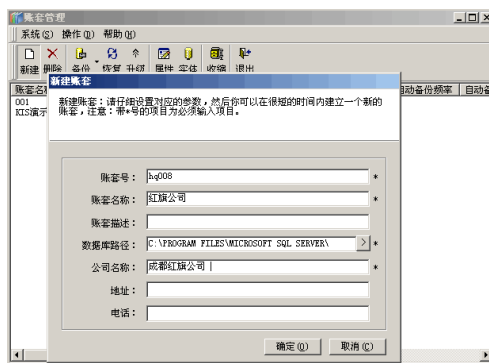 账套管理
系统(S) 操作(O) 帮助(H)
新建 删除 备份 恢复 升级 属性 实体 收缩 退出
新建账套
账套名
自动备份频率
001
KIS演示
新建账套：请仔细设置对应的参数，然后你可以在很短的时间内建立一个新的
账套，注意：带*号的项目为必须输入项目。
账套号： hq008 *
账套名称： 红旗公司 *
账套描述：
数据库路径： C:\PROGRAM FILES\MICROSOFT SQL SERVER\ > *
公司名称： 成都红旗公司 *
地址：
电话：
确定(O) 取消(C)